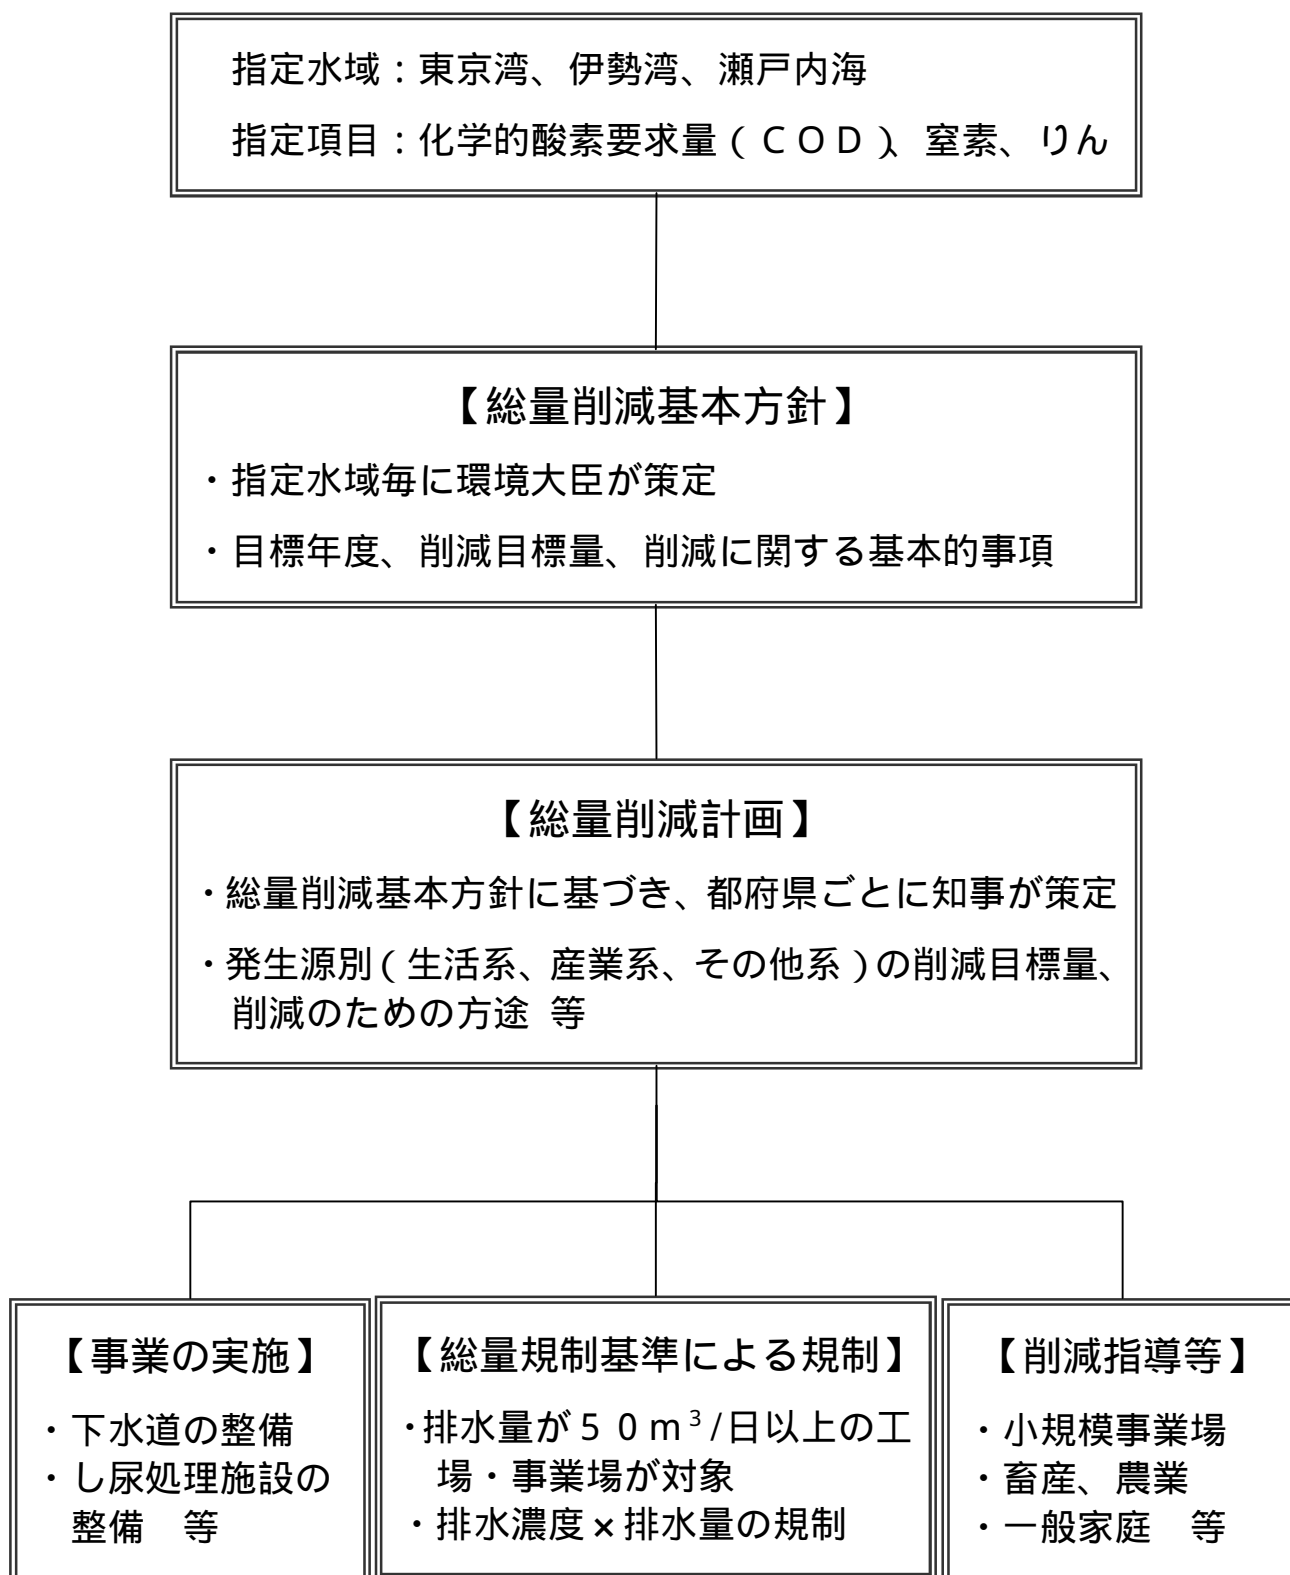 指定水域：東京湾、伊勢湾、瀬戸内海
指定項目：化学的酸素要求量（ＣＯＤ）、窒素、りん
【総量削減基本方針】
・指定水域毎に環境大臣が策定
・目標年度、削減目標量、削減に関する基本的事項
【総量削減計画】
・総量削減基本方針に基づき、都府県ごとに知事が策定
・発生源別（生活系、産業系、その他系）の削減目標量、
削減のための方途 等
【事業の実施】
・下水道の整備
・し尿処理施設の
整備　等
【総量規制基準による規制】
・排水量が５０ｍ³/日以上の工
場・事業場が対象
・排水濃度×排水量の規制
【削減指導等】
・小規模事業場
・畜産、農業
・一般家庭　等